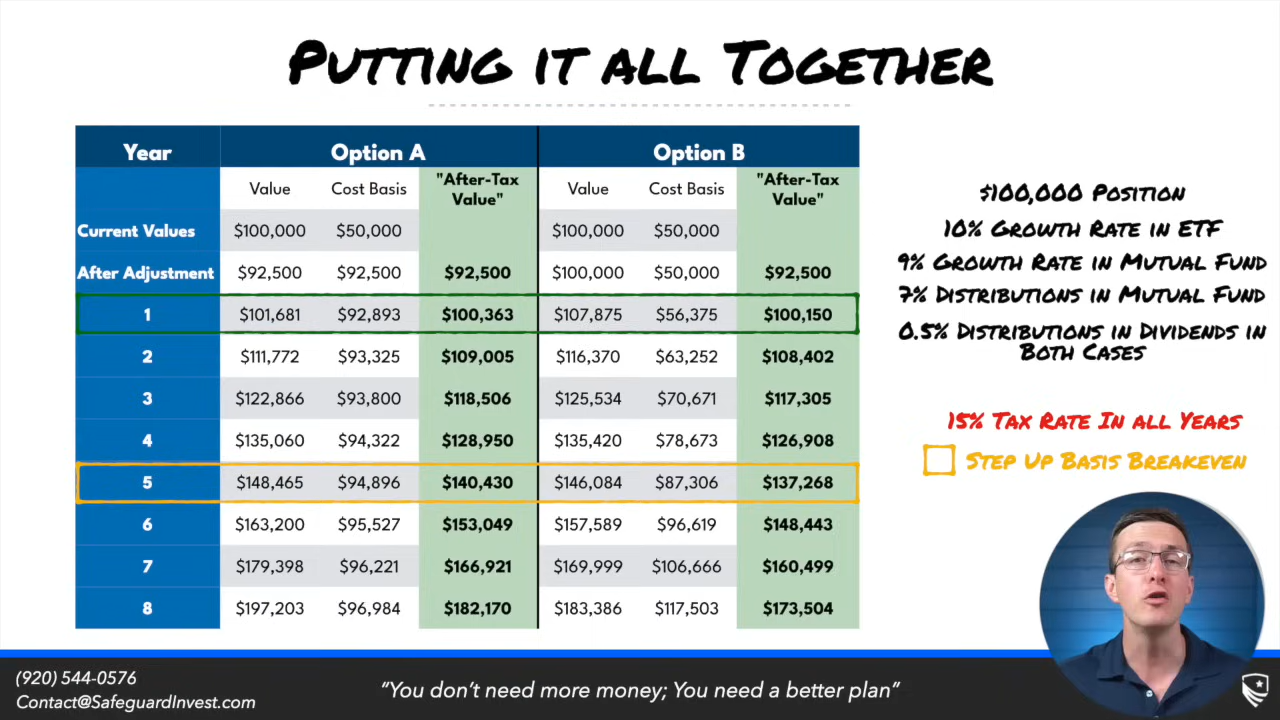 Putting it all Together
Year Option A Option B
Value Cost Basis "After-Tax Value" Value Cost Basis "After-Tax Value"
Current Values $100,000 $50,000 $100,000 $50,000
After Adjustment $92,500 $92,500 $92,500 $100,000 $50,000 $92,500
1 $101,681 $92,893 $100,363 $107,875 $56,375 $100,150
2 $111,772 $93,325 $109,005 $116,370 $63,252 $108,402
3 $122,866 $93,800 $118,506 $125,534 $70,671 $117,305
4 $135,060 $94,322 $128,950 $135,420 $78,673 $126,908
5 $148,465 $94,896 $140,430 $146,084 $87,306 $137,268
6 $163,200 $95,527 $153,049 $157,589 $96,619 $148,443
7 $179,398 $96,221 $166,921 $169,999 $106,666 $160,499
8 $197,203 $96,984 $182,170 $183,386 $117,503 $173,504
$100,000 Position
10% Growth Rate in ETF
9% Growth Rate in Mutual Fund
7% Distributions in Mutual Fund
0.5% Distributions in Dividends in
Both Cases
15% Tax Rate In all Years
Step Up Basis Breakeven
(920) 544-0576
Contact@SafeguardInvest.com
"You don't need more money; You need a better plan"